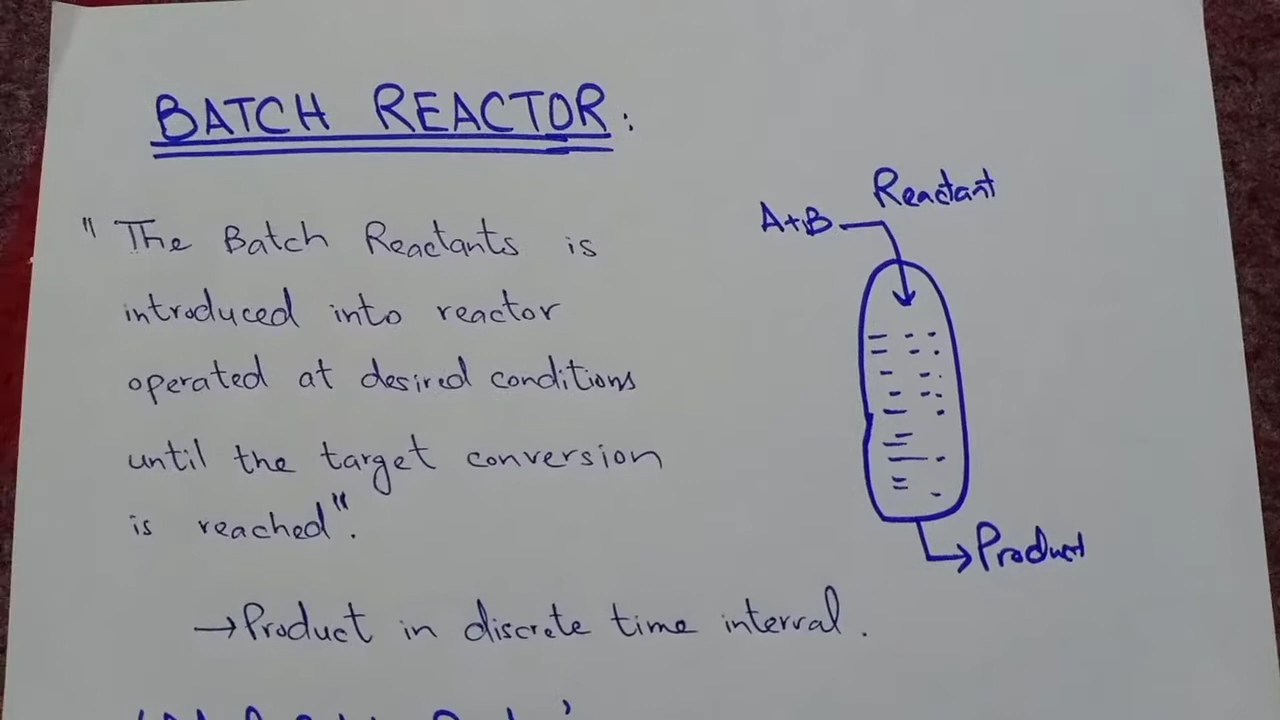 BATCH REACTOR:
" The Batch Reactants is
introduced into reactor
operated at desired conditions
until the target conversion
is reached".
→Product in discrete time interval.
Reactant
A+B
Product